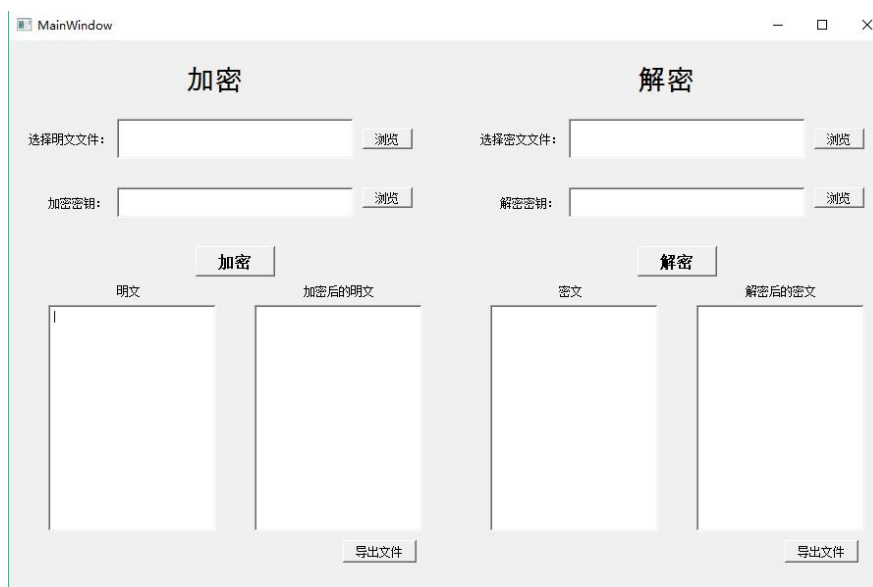 MainWindow
加密
选择明文文件：
浏览
加密密钥：
浏览
加密
明文
加密后的明文
导出文件
解密
选择密文文件：
浏览
解密密钥：
浏览
解密
密文
解密后的密文
导出文件